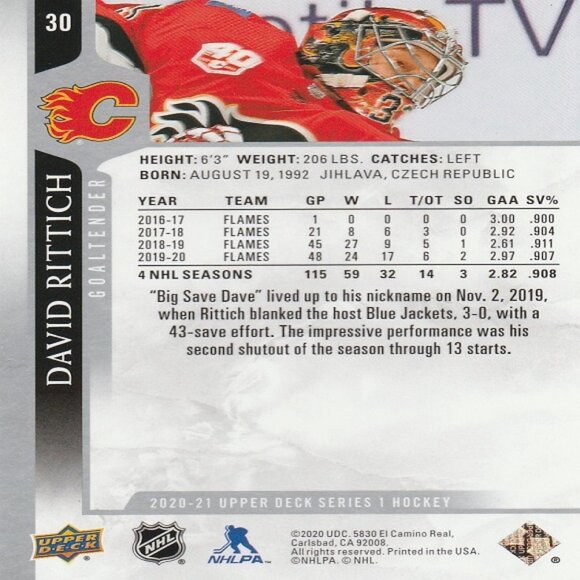 30
TV
40
3
C
DAVID RITTICH
GOALTENDER
HEIGHT: 6'3" WEIGHT: 206 LBS. CATCHES: LEFT
BORN: AUGUST 19, 1992 JIHLAVA, CZECH REPUBLIC
YEAR TEAM GP W L T/OT SO GAA SV%
2016-17 FLAMES 1 0 0 0 0 3.00 .900
2017-18 FLAMES 21 8 6 3 0 2.92 .904
2018-19 FLAMES 45 27 9 5 1 2.61 .911
2019-20 FLAMES 48 24 17 6 2 2.97 .907
4 NHL SEASONS 115 59 32 14 3 2.82 .908
"Big Save Dave" lived up to his nickname on Nov. 2, 2019,
when Rittich blanked the host Blue Jackets, 3-0, with a
43-save effort. The impressive performance was his
second shutout of the season through 13 starts.
2020-21 UPPER DECK SERIES 1 HOCKEY
UPPER DECK
NHL
NHLPA
©2020 UDC. 5830 El Camino Real,
Carlsbad, CA 92008.
All rights reserved. Printed in the USA.
©NHLPA. © NHL.
®